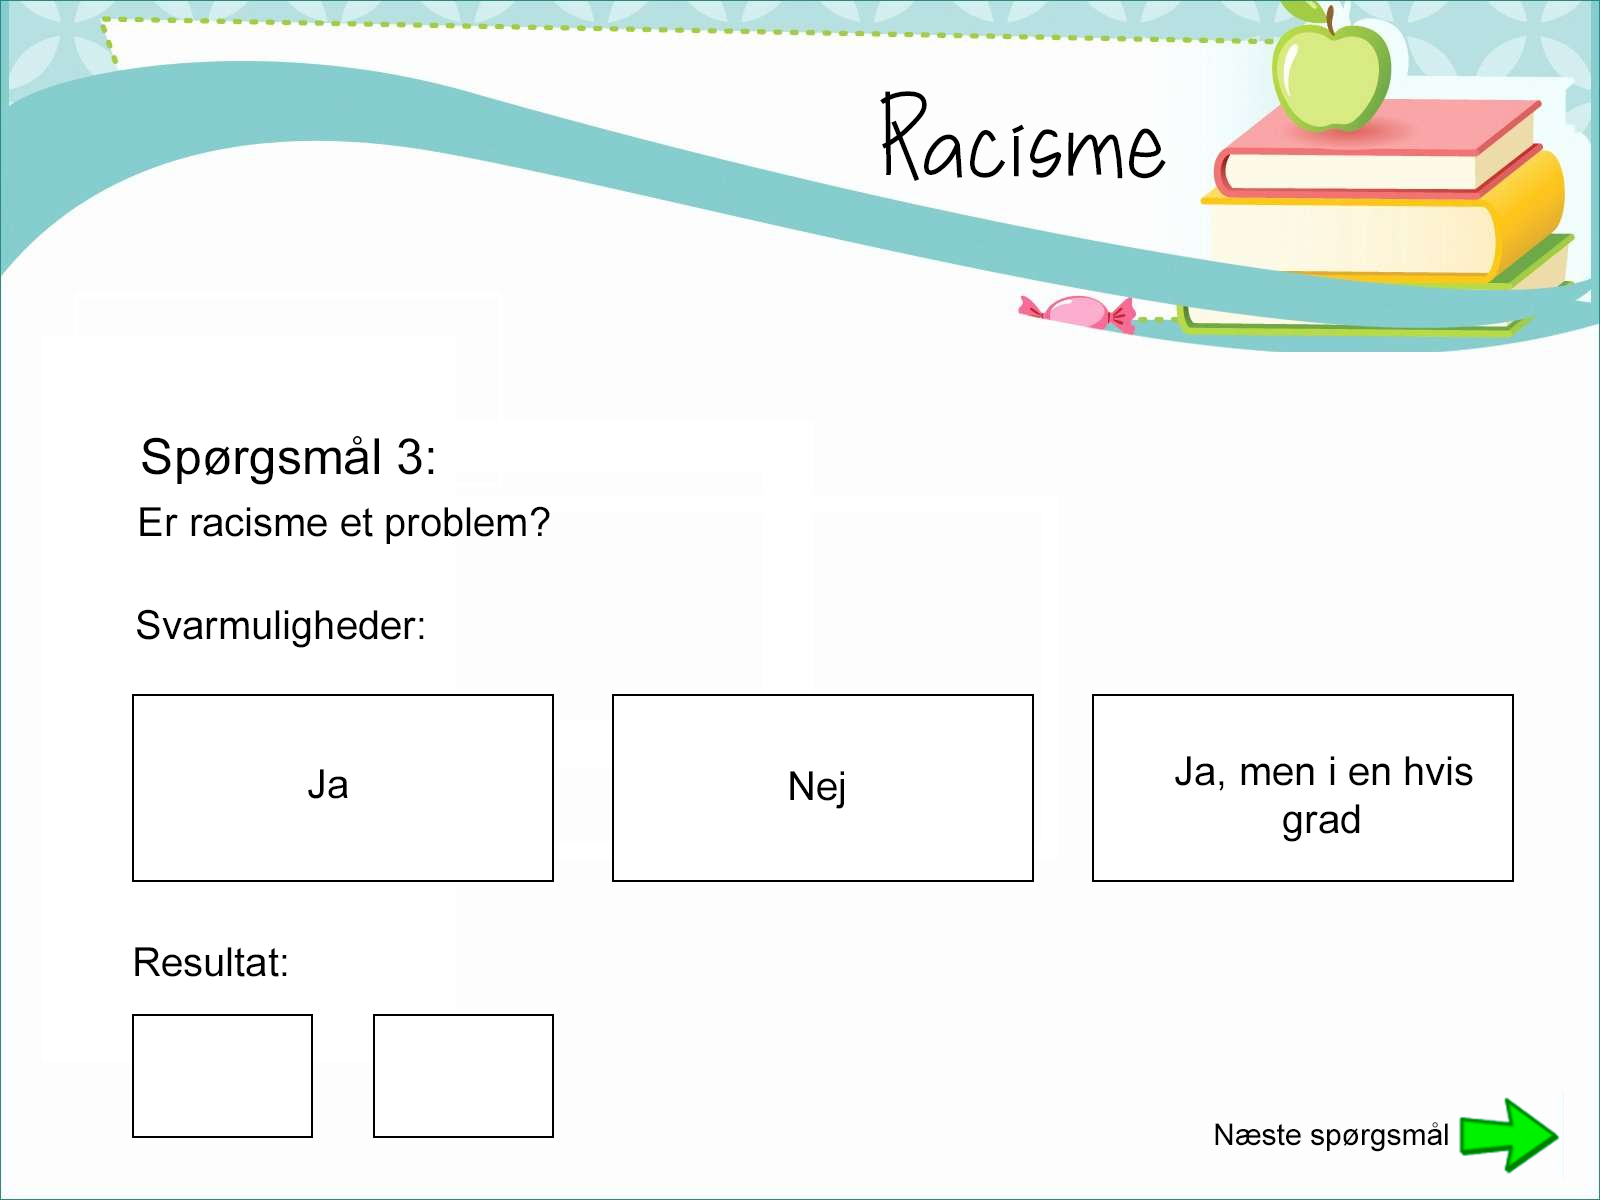 Racisme
Spørgsmål 3:
Er racisme et problem?
Svarmuligheder:
Ja
Nej
Ja, men i en hvis
grad
Resultat:
Næste spørgsmål